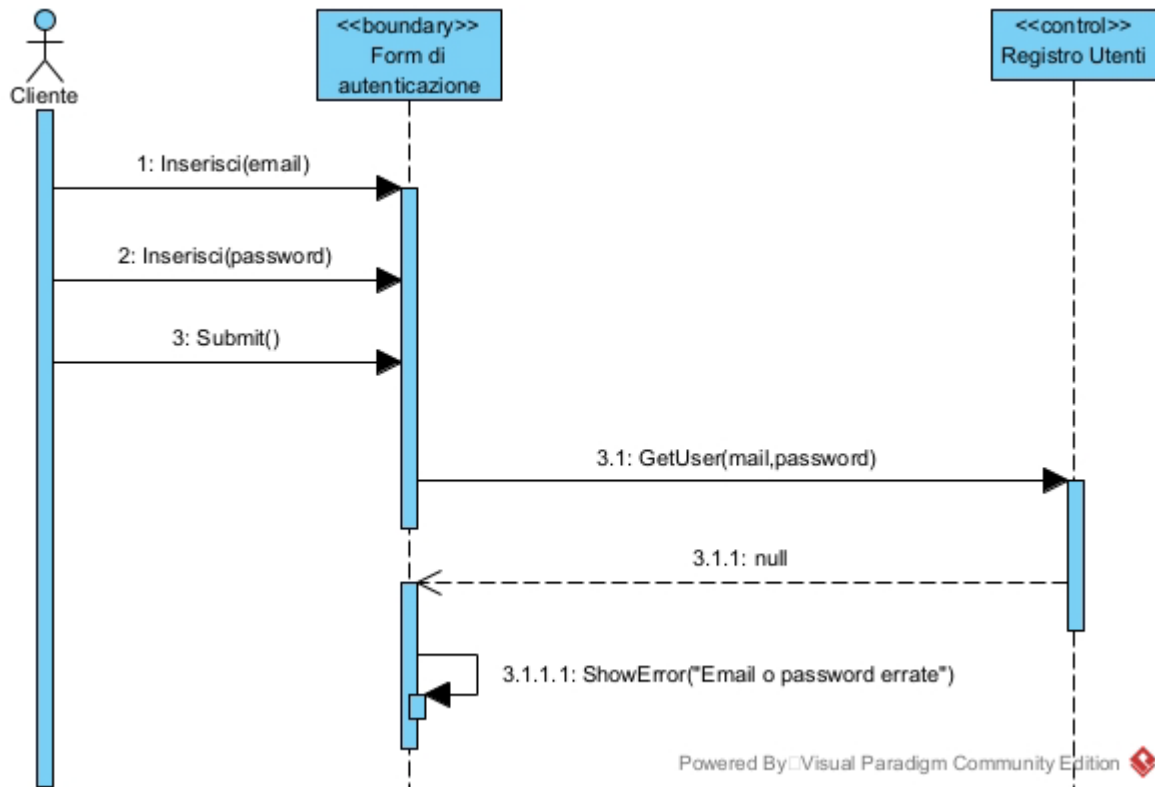 <<boundary>>
Form di
autenticazione
<<control>>
Registro Utenti
Cliente
1: Inserisci(email)
2: Inserisci(password)
3: Submit()
3.1: GetUser(mail,password)
3.1.1: null
3.1.1.1: ShowError("Email o password errate")
Powered By Visual Paradigm Community Edition